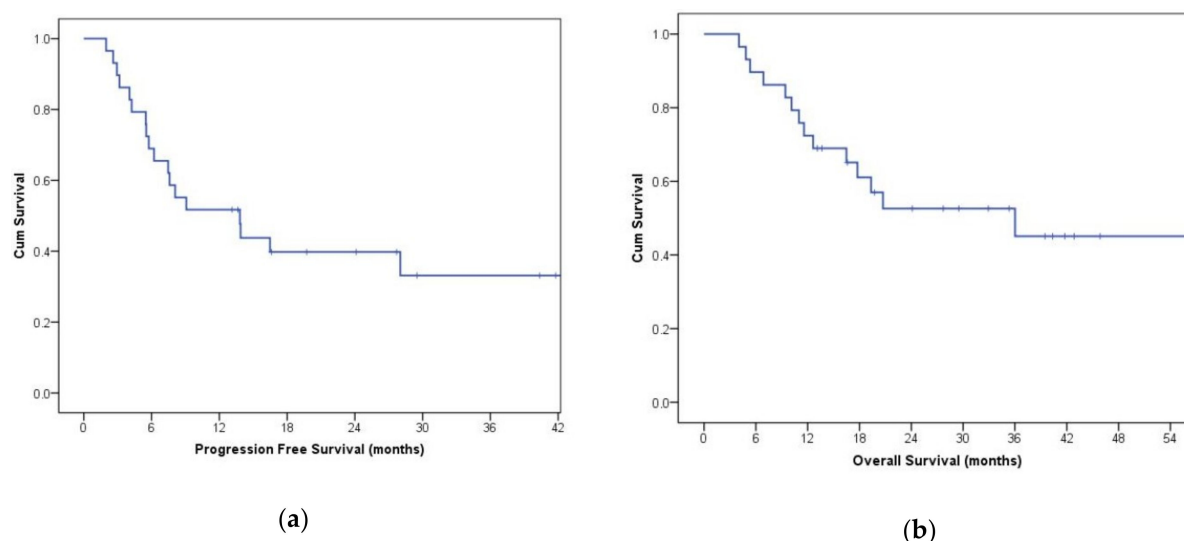 1.0
0.8
0.6
0.4
0.2
0.0
Cum Survival
0 6 12 18 24 30 36 42
Progression Free Survival (months)
(a)
1.0
0.8
0.6
0.4
0.2
0.0
Cum Survival
0 6 12 18 24 30 36 42 48 54
Overall Survival (months)
(b)